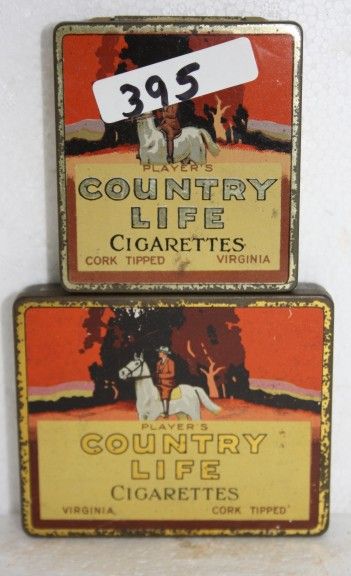 395
PLAYER'S
COUNTRY
LIFE
CIGARETTES
CORK TIPPED VIRGINIA
PLAYER'S
COUNTRY
LIFE
CIGARETTES
VIRGINIA, CORK TIPPED